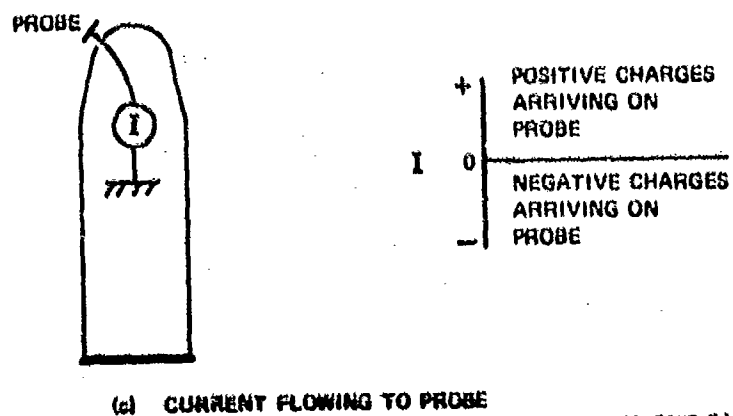 PROBE
I
+
POSITIVE CHARGES
ARRIVING ON
PROBE
I 0
NEGATIVE CHARGES
ARRIVING ON
PROBE
−
(c) CURRENT FLOWING TO PROBE